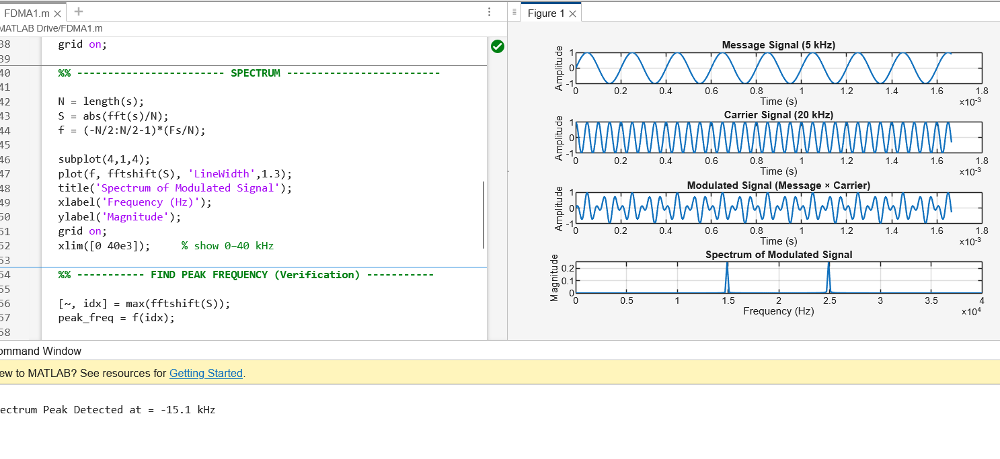 FDMA1.m
Figure 1
MATLAB Drive/FDMA1.m
38 grid on;
39
40 %% ------------------------ SPECTRUM -------------------------
41
42 N = length(s);
43 S = abs(fft(s)/N);
44 f = (-N/2:N/2-1)*(Fs/N);
45
46 subplot(4,1,4);
47 plot(f, fftshift(S), 'LineWidth',1.3);
48 title('Spectrum of Modulated Signal');
49 xlabel('Frequency (Hz)');
50 ylabel('Magnitude');
51 grid on;
52 xlim([0 40e3]);     % show 0–40 kHz
53
54 %% ----------- FIND PEAK FREQUENCY (Verification) -----------
55
56 [~, idx] = max(fftshift(S));
57 peak_freq = f(idx);
58
Message Signal (5 kHz)
Amplitude
1
0
-1
0 0.2 0.4 0.6 0.8 1 1.2 1.4 1.6 1.8
Time (s)
×10-3
Carrier Signal (20 kHz)
Amplitude
1
0
-1
0 0.2 0.4 0.6 0.8 1 1.2 1.4 1.6 1.8
Time (s)
×10-3
Modulated Signal (Message × Carrier)
Amplitude
1
0
-1
0 0.2 0.4 0.6 0.8 1 1.2 1.4 1.6 1.8
Time (s)
×10-3
Spectrum of Modulated Signal
Magnitude
0.2
0.1
0
0 0.5 1 1.5 2 2.5 3 3.5 4
Frequency (Hz)
×104
ommand Window
ew to MATLAB? See resources for Getting Started.
ectrum Peak Detected at = -15.1 kHz